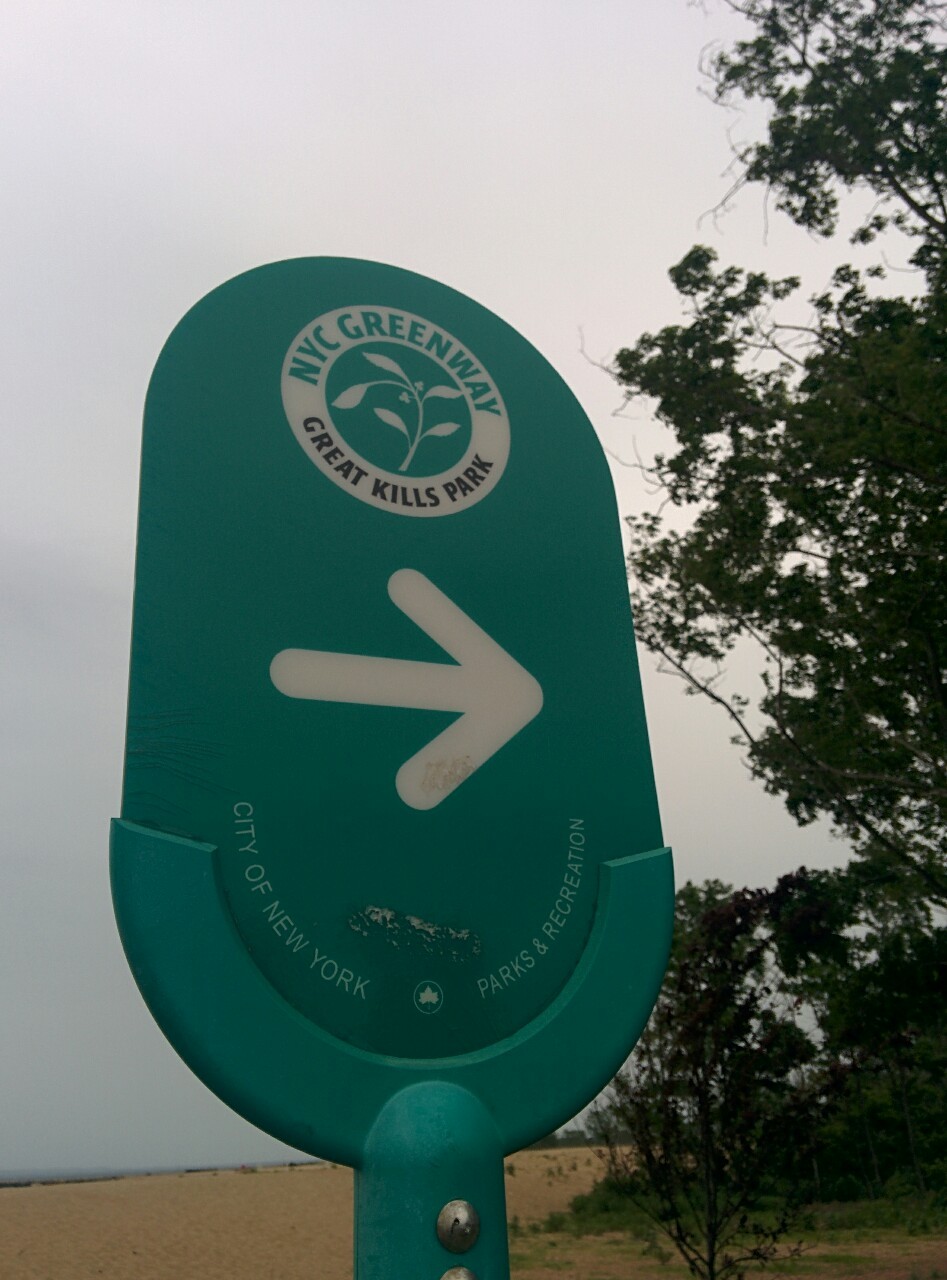 NYC GREENWAY
GREAT KILLS PARK
CITY OF NEW YORK
PARKS & RECREATION